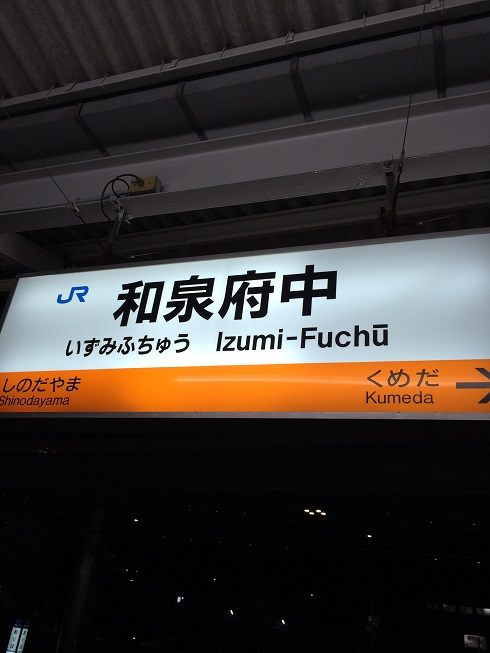 JR 和泉府中
いずみふちゅう Izumi-Fuchū
しのだやま くめだ
Shinodayama Kumeda